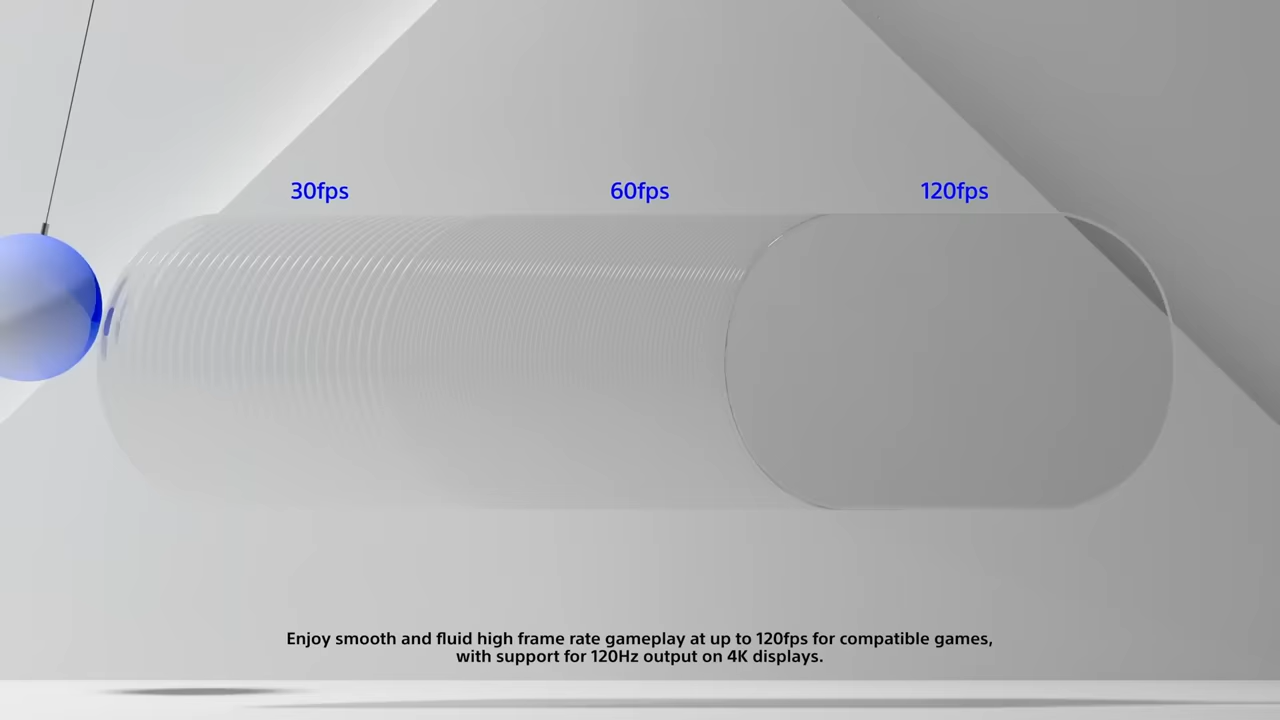 30fps 60fps 120fps
Enjoy smooth and fluid high frame rate gameplay at up to 120fps for compatible games,
with support for 120Hz output on 4K displays.